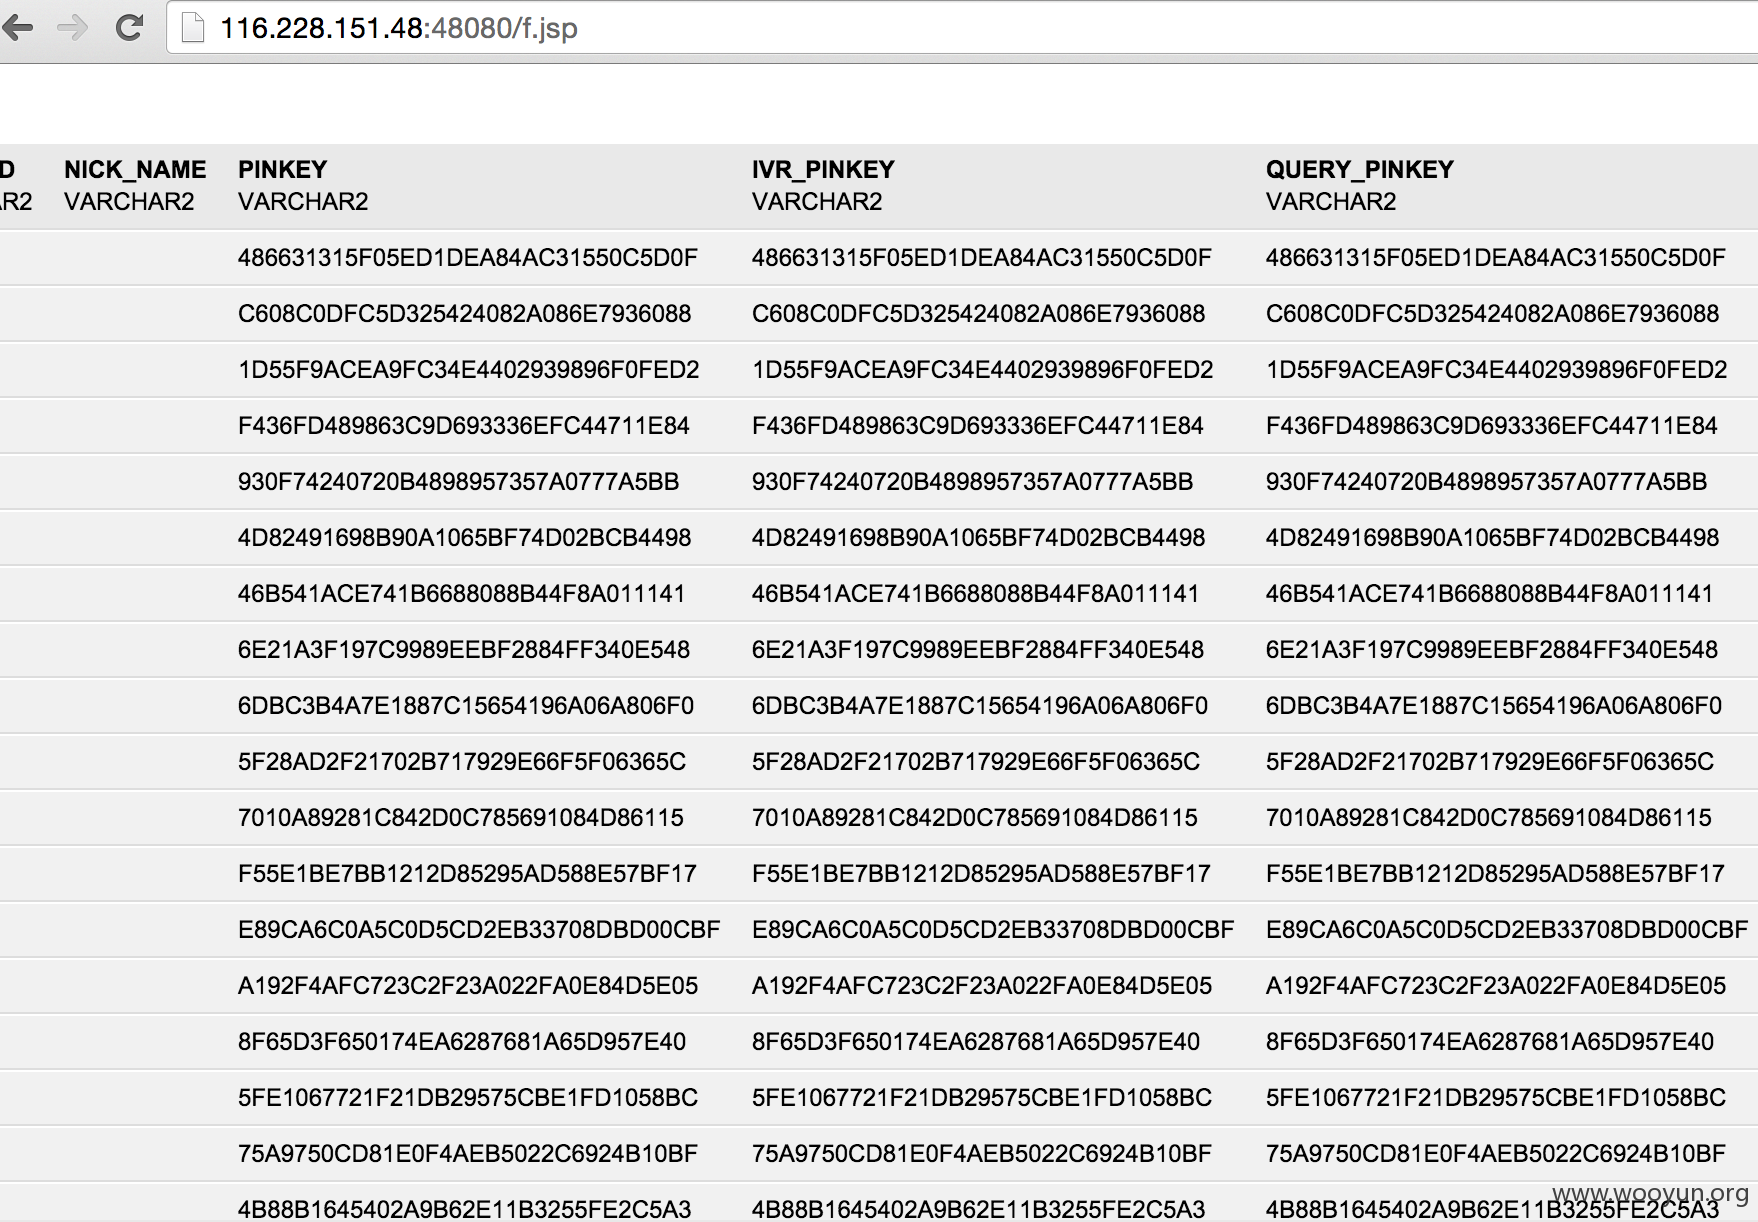 116.228.151.48:48080/f.jsp
D NICK_NAME PINKEY IVR_PINKEY QUERY_PINKEY
AR2 VARCHAR2 VARCHAR2 VARCHAR2 VARCHAR2
486631315F05ED1DEA84AC31550C5D0F 486631315F05ED1DEA84AC31550C5D0F 486631315F05ED1DEA84AC31550C5D0F
C608C0DFC5D325424082A086E7936088 C608C0DFC5D325424082A086E7936088 C608C0DFC5D325424082A086E7936088
1D55F9ACEA9FC34E4402939896F0FED2 1D55F9ACEA9FC34E4402939896F0FED2 1D55F9ACEA9FC34E4402939896F0FED2
F436FD489863C9D693336EFC44711E84 F436FD489863C9D693336EFC44711E84 F436FD489863C9D693336EFC44711E84
930F74240720B4898957357A0777A5BB 930F74240720B4898957357A0777A5BB 930F74240720B4898957357A0777A5BB
4D82491698B90A1065BF74D02BCB4498 4D82491698B90A1065BF74D02BCB4498 4D82491698B90A1065BF74D02BCB4498
46B541ACE741B6688088B44F8A011141 46B541ACE741B6688088B44F8A011141 46B541ACE741B6688088B44F8A011141
6E21A3F197C9989EEBF2884FF340E548 6E21A3F197C9989EEBF2884FF340E548 6E21A3F197C9989EEBF2884FF340E548
6DBC3B4A7E1887C15654196A06A806F0 6DBC3B4A7E1887C15654196A06A806F0 6DBC3B4A7E1887C15654196A06A806F0
5F28AD2F21702B717929E66F5F06365C 5F28AD2F21702B717929E66F5F06365C 5F28AD2F21702B717929E66F5F06365C
7010A89281C842D0C785691084D86115 7010A89281C842D0C785691084D86115 7010A89281C842D0C785691084D86115
F55E1BE7BB1212D85295AD588E57BF17 F55E1BE7BB1212D85295AD588E57BF17 F55E1BE7BB1212D85295AD588E57BF17
E89CA6C0A5C0D5CD2EB33708DBD00CBF E89CA6C0A5C0D5CD2EB33708DBD00CBF E89CA6C0A5C0D5CD2EB33708DBD00CBF
A192F4AFC723C2F23A022FA0E84D5E05 A192F4AFC723C2F23A022FA0E84D5E05 A192F4AFC723C2F23A022FA0E84D5E05
8F65D3F650174EA6287681A65D957E40 8F65D3F650174EA6287681A65D957E40 8F65D3F650174EA6287681A65D957E40
5FE1067721F21DB29575CBE1FD1058BC 5FE1067721F21DB29575CBE1FD1058BC 5FE1067721F21DB29575CBE1FD1058BC
75A9750CD81E0F4AEB5022C6924B10BF 75A9750CD81E0F4AEB5022C6924B10BF 75A9750CD81E0F4AEB5022C6924B10BF
4B88B1645402A9B62E11B3255FE2C5A3 4B88B1645402A9B62E11B3255FE2C5A3 4B88B1645402A9B62E11B3255FE2C5A3
www.wooyun.org